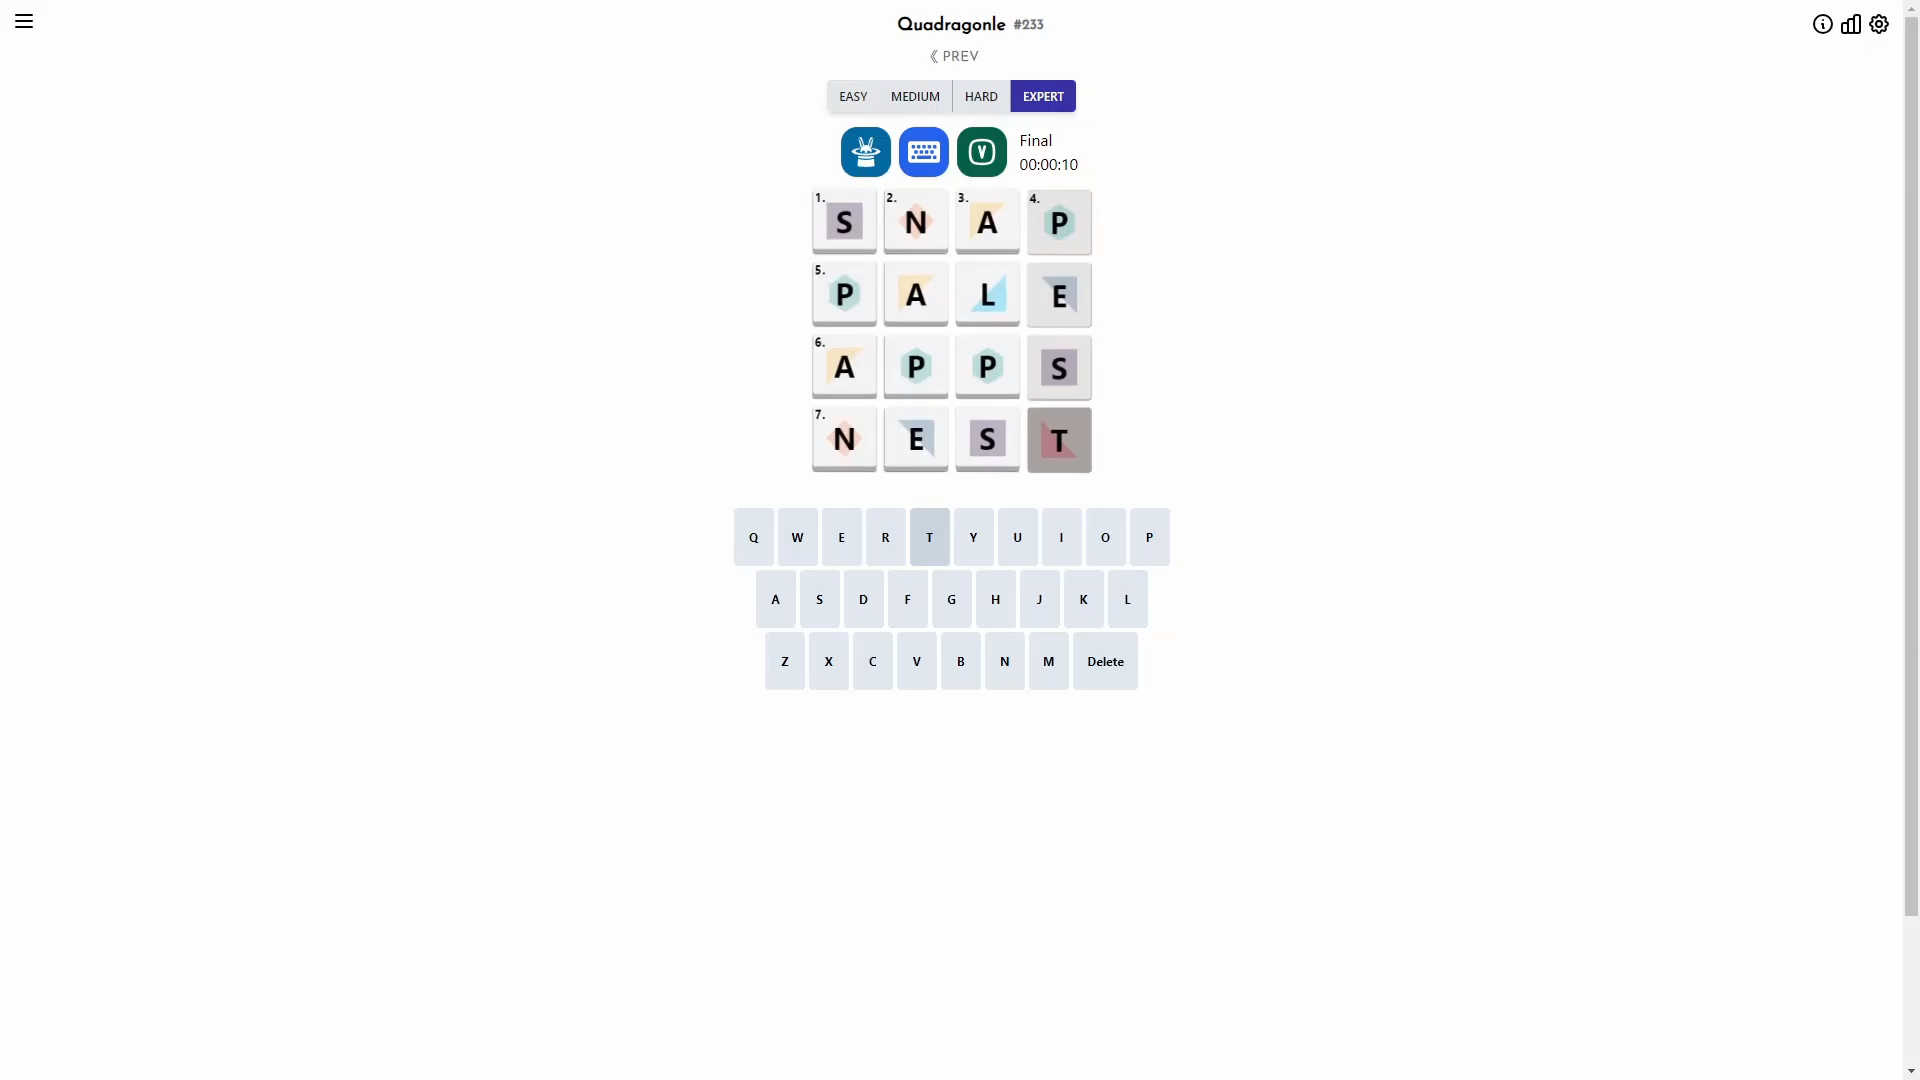 Quadragonle #233
《 PREV
EASY MEDIUM HARD EXPERT
V
Final
00:00:10
1. S 2. N 3. A 4. P
5. P A L E
6. A P P S
7. N E S T
Q W E R T Y U I O P
A S D F G H J K L
Z X C V B N M Delete